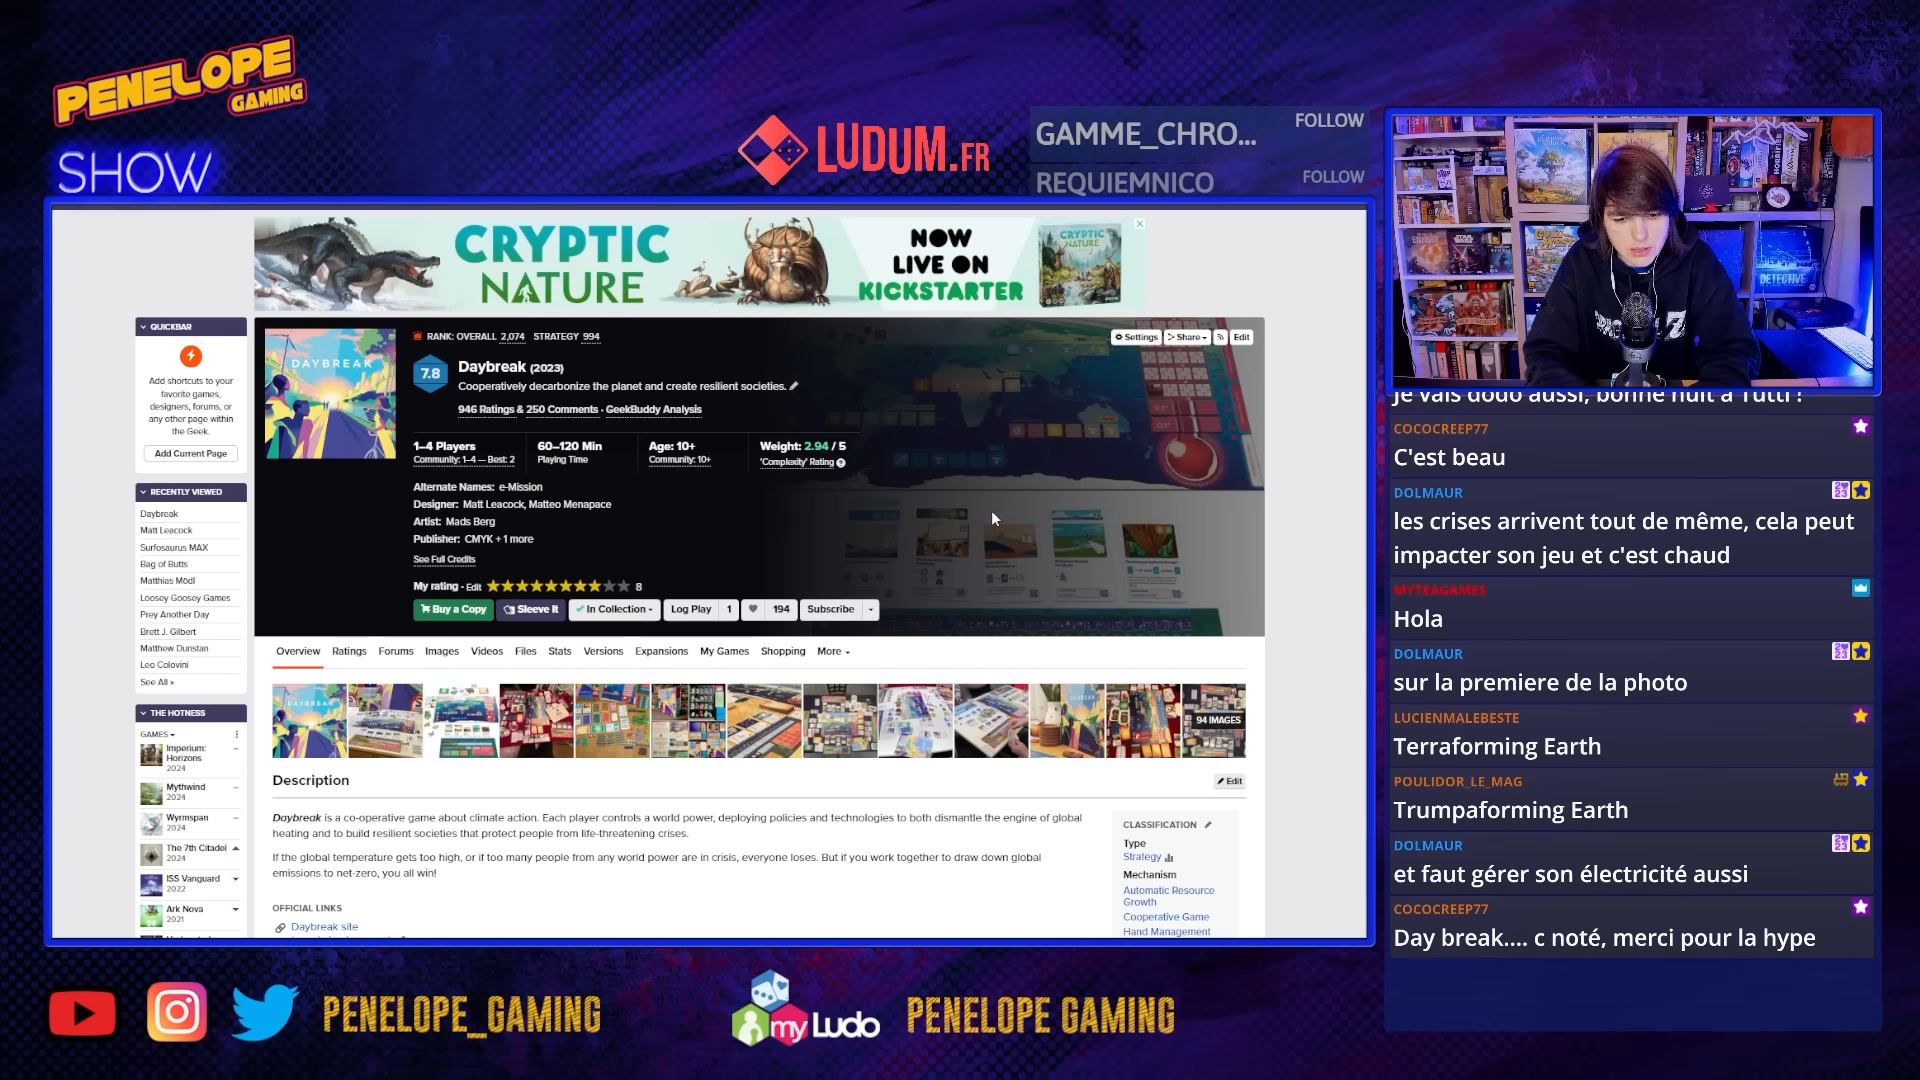 PENELOPE
GAMING
SHOW
LUDUM.FR
GAMME_CHRO...
FOLLOW
REQUIEMNICO
FOLLOW
CRYPTIC
NATURE
NOW
LIVE ON
KICKSTARTER
CRYPTIC
NATURE
QUICKBAR
Add shortcuts to your
favorite games,
designers, forums, or
any other page within
the Geek.
Add Current Page
RECENTLY VIEWED
Daybreak
Matt Leacock
Surfosaurus MAX
Bag of Butts
Matthias Mödl
Loosey Goosey Games
Prey Another Day
Brett J. Gilbert
Matthew Dunstan
Leo Colovini
See All »
THE HOTNESS
GAMES
Imperium:
Horizons
2024
Mythwind
2024
Wyrmspan
2024
The 7th Citadel
2024
ISS Vanguard
2022
Ark Nova
2021
DAYBREAK
RANK: OVERALL 2,074 STRATEGY 994
Settings
Share
Edit
7.8
Daybreak (2023)
Cooperatively decarbonize the planet and create resilient societies.
946 Ratings & 250 Comments · GeekBuddy Analysis
1–4 Players
Community: 1–4 — Best: 2
60–120 Min
Playing Time
Age: 10+
Community: 10+
Weight: 2.94 / 5
'Complexity' Rating
Alternate Names: e-Mission
Designer: Matt Leacock, Matteo Menapace
Artist: Mads Berg
Publisher: CMYK + 1 more
See Full Credits
My rating · Edit 8
Buy a Copy
Sleeve It
In Collection
Log Play 1
194
Subscribe
Overview Ratings Forums Images Videos Files Stats Versions Expansions My Games Shopping More
DAYBREAK
94 IMAGES
Description
Edit
Daybreak is a co-operative game about climate action. Each player controls a world power, deploying policies and technologies to both dismantle the engine of global
heating and to build resilient societies that protect people from life-threatening crises.
If the global temperature gets too high, or if too many people from any world power are in crisis, everyone loses. But if you work together to draw down global
emissions to net-zero, you all win!
OFFICIAL LINKS
Daybreak site
CLASSIFICATION
Type
Strategy
Mechanism
Automatic Resource
Growth
Cooperative Game
Hand Management
STAR WARS
DETECTIVE
je vais dodo aussi, bonne nuit à Tutti !
COCOCREEP77
C'est beau
DOLMAUR
les crises arrivent tout de même, cela peut
impacter son jeu et c'est chaud
MYTEAGAMES
Hola
DOLMAUR
sur la premiere de la photo
LUCIENMALEBESTE
Terraforming Earth
POULIDOR_LE_MAG
Trumpaforming Earth
DOLMAUR
et faut gérer son électricité aussi
COCOCREEP77
Day break.... c noté, merci pour la hype
PENELOPE_GAMING
my Ludo
PENELOPE GAMING